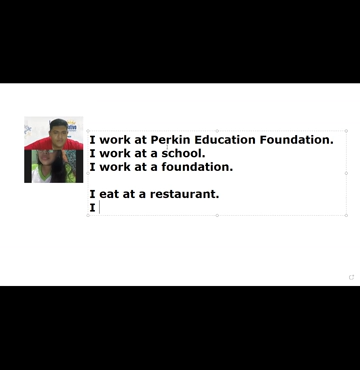 I work at Perkin Education Foundation.
I work at a school.
I work at a foundation.
I eat at a restaurant.
I